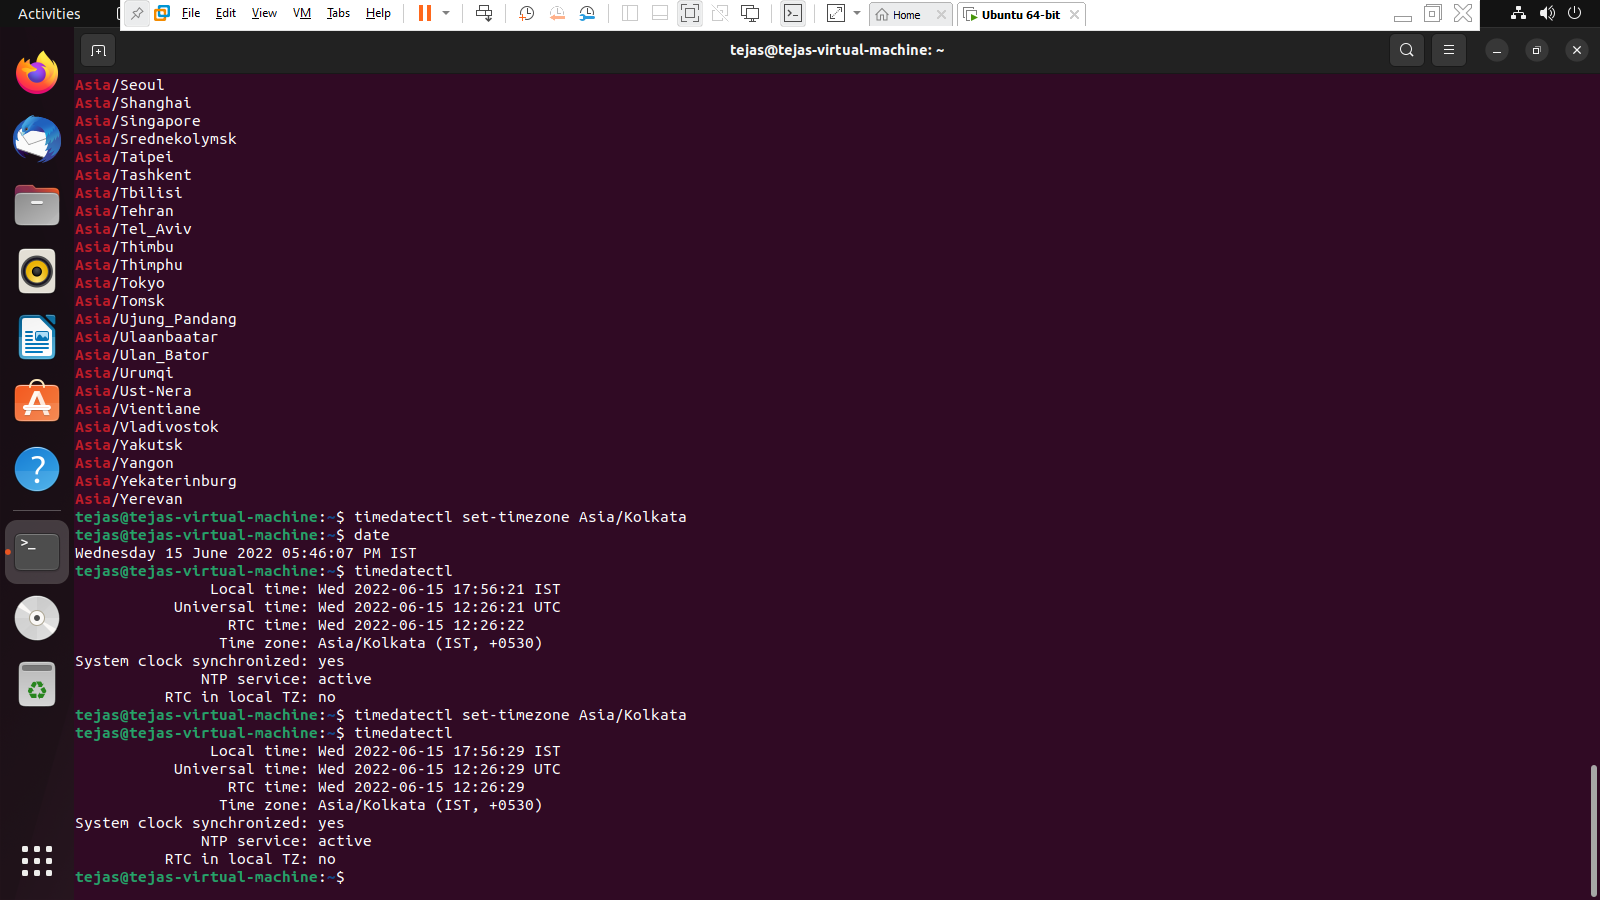 Activities
File Edit View VM Tabs Help
Home
Ubuntu 64-bit
tejas@tejas-virtual-machine: ~
Asia/Seoul
Asia/Shanghai
Asia/Singapore
Asia/Srednekolymsk
Asia/Taipei
Asia/Tashkent
Asia/Tbilisi
Asia/Tehran
Asia/Tel_Aviv
Asia/Thimbu
Asia/Thimphu
Asia/Tokyo
Asia/Tomsk
Asia/Ujung_Pandang
Asia/Ulaanbaatar
Asia/Ulan_Bator
Asia/Urumqi
Asia/Ust-Nera
Asia/Vientiane
Asia/Vladivostok
Asia/Yakutsk
Asia/Yangon
Asia/Yekaterinburg
Asia/Yerevan
tejas@tejas-virtual-machine:~$ timedatectl set-timezone Asia/Kolkata
tejas@tejas-virtual-machine:~$ date
Wednesday 15 June 2022 05:46:07 PM IST
tejas@tejas-virtual-machine:~$ timedatectl
Local time: Wed 2022-06-15 17:56:21 IST
Universal time: Wed 2022-06-15 12:26:21 UTC
RTC time: Wed 2022-06-15 12:26:22
Time zone: Asia/Kolkata (IST, +0530)
System clock synchronized: yes
NTP service: active
RTC in local TZ: no
tejas@tejas-virtual-machine:~$ timedatectl set-timezone Asia/Kolkata
tejas@tejas-virtual-machine:~$ timedatectl
Local time: Wed 2022-06-15 17:56:29 IST
Universal time: Wed 2022-06-15 12:26:29 UTC
RTC time: Wed 2022-06-15 12:26:29
Time zone: Asia/Kolkata (IST, +0530)
System clock synchronized: yes
NTP service: active
RTC in local TZ: no
tejas@tejas-virtual-machine:~$